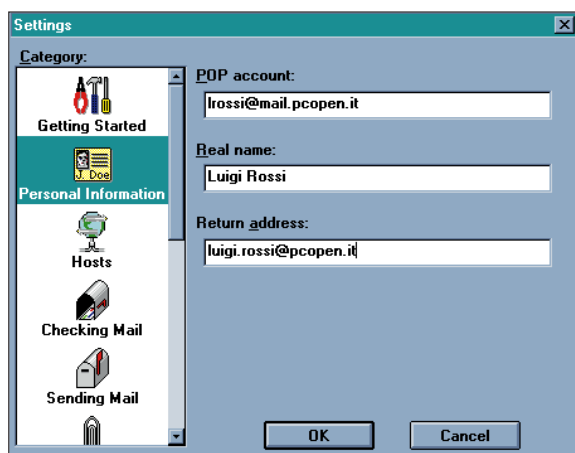 Settings
Category:
Getting Started
J. Doe
Personal Information
Hosts
Checking Mail
Sending Mail
POP account:
lrossi@mail.pcopen.it
Real name:
Luigi Rossi
Return address:
luigi.rossi@pcopen.it
OK
Cancel